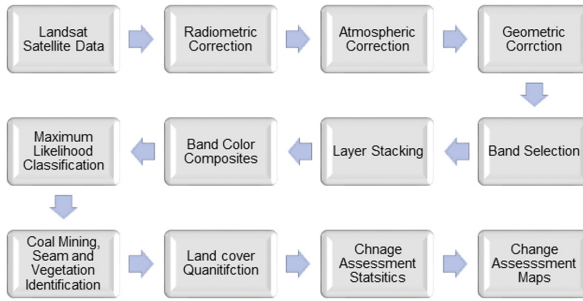 Landsat
Satellite Data
Radiometric
Correction
Atmospheric
Correction
Geometric
Corrction
Band Selection
Layer Stacking
Band Color
Composites
Maximum
Likelihood
Classification
Coal Mining,
Seam and
Vegetation
Identification
Land cover
Quanitifction
Chnage
Assessment
Statsitics
Change
Assesssment
Maps